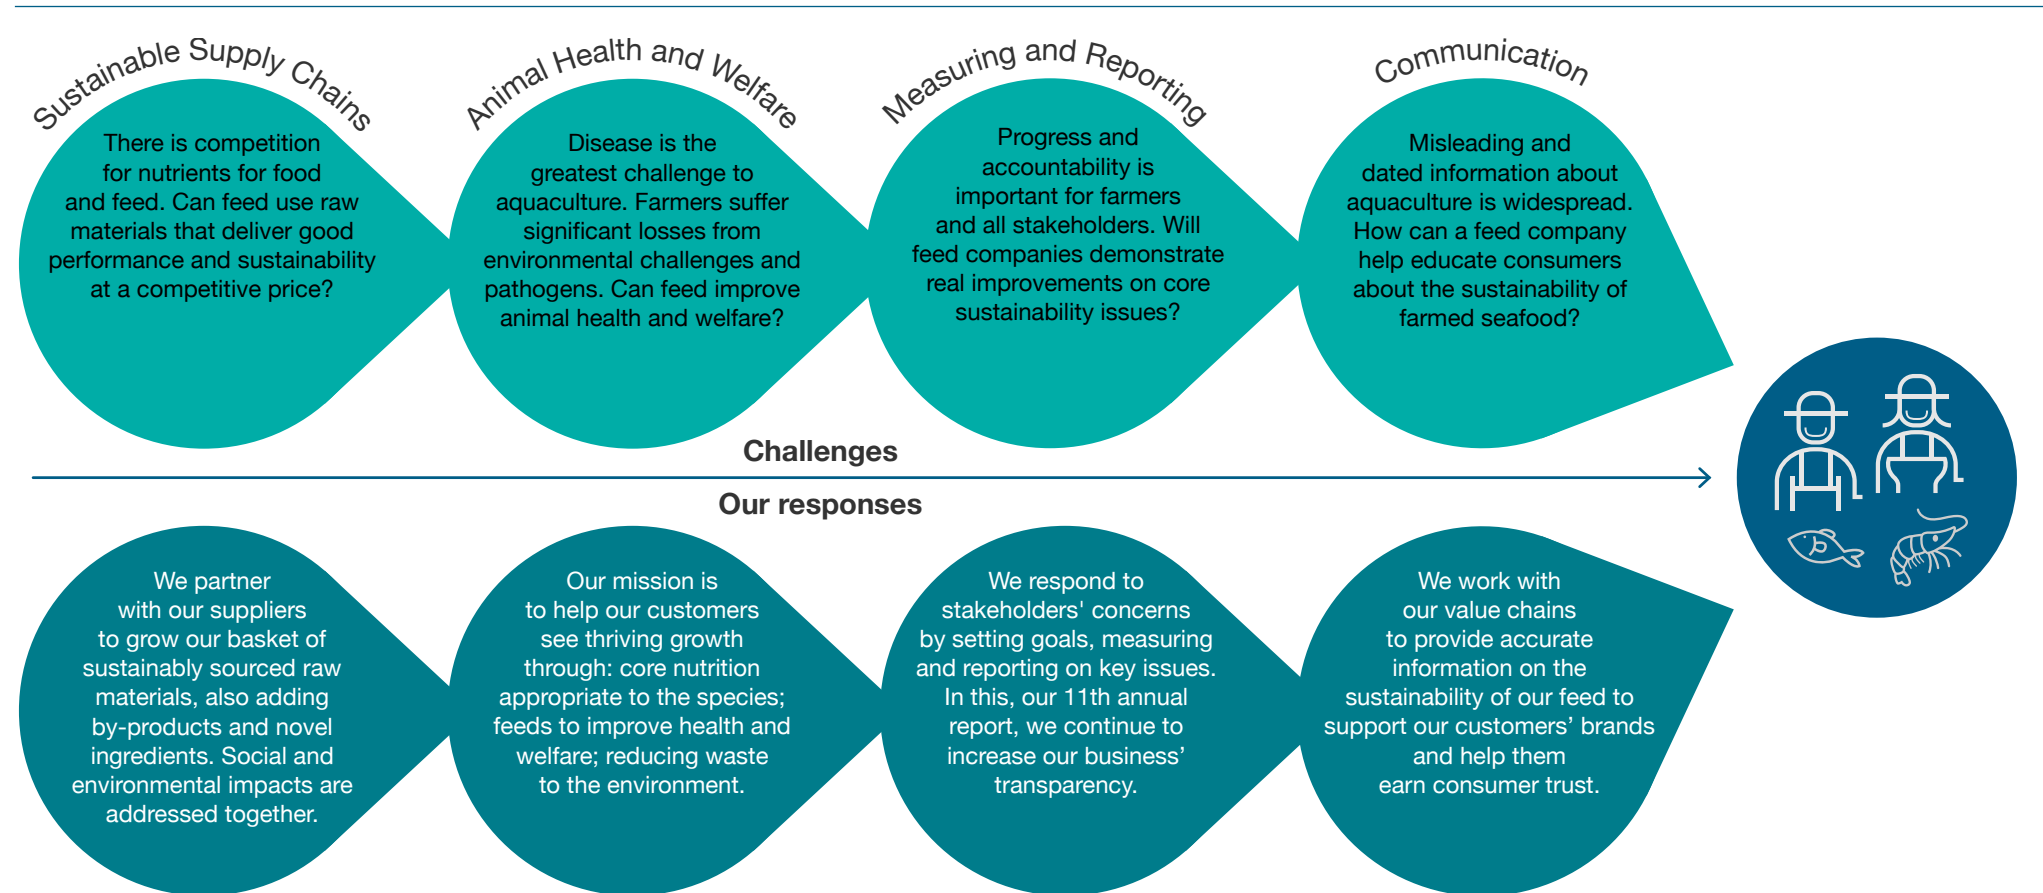 Sustainable Supply Chains
There is competition
for nutrients for food
and feed. Can feed use raw
materials that deliver good
performance and sustainability
at a competitive price?
Animal Health and Welfare
Disease is the
greatest challenge to
aquaculture. Farmers suffer
significant losses from
environmental challenges and
pathogens. Can feed improve
animal health and welfare?
Measuring and Reporting
Progress and
accountability is
important for farmers
and all stakeholders. Will
feed companies demonstrate
real improvements on core
sustainability issues?
Communication
Misleading and
dated information about
aquaculture is widespread.
How can a feed company
help educate consumers
about the sustainability of
farmed seafood?
Challenges
Our responses
We partner
with our suppliers
to grow our basket of
sustainably sourced raw
materials, also adding
by-products and novel
ingredients. Social and
environmental impacts are
addressed together.
Our mission is
to help our customers
see thriving growth
through: core nutrition
appropriate to the species;
feeds to improve health and
welfare; reducing waste
to the environment.
We respond to
stakeholders' concerns
by setting goals, measuring
and reporting on key issues.
In this, our 11th annual
report, we continue to
increase our business’
transparency.
We work with
our value chains
to provide accurate
information on the
sustainability of our feed to
support our customers’ brands
and help them
earn consumer trust.